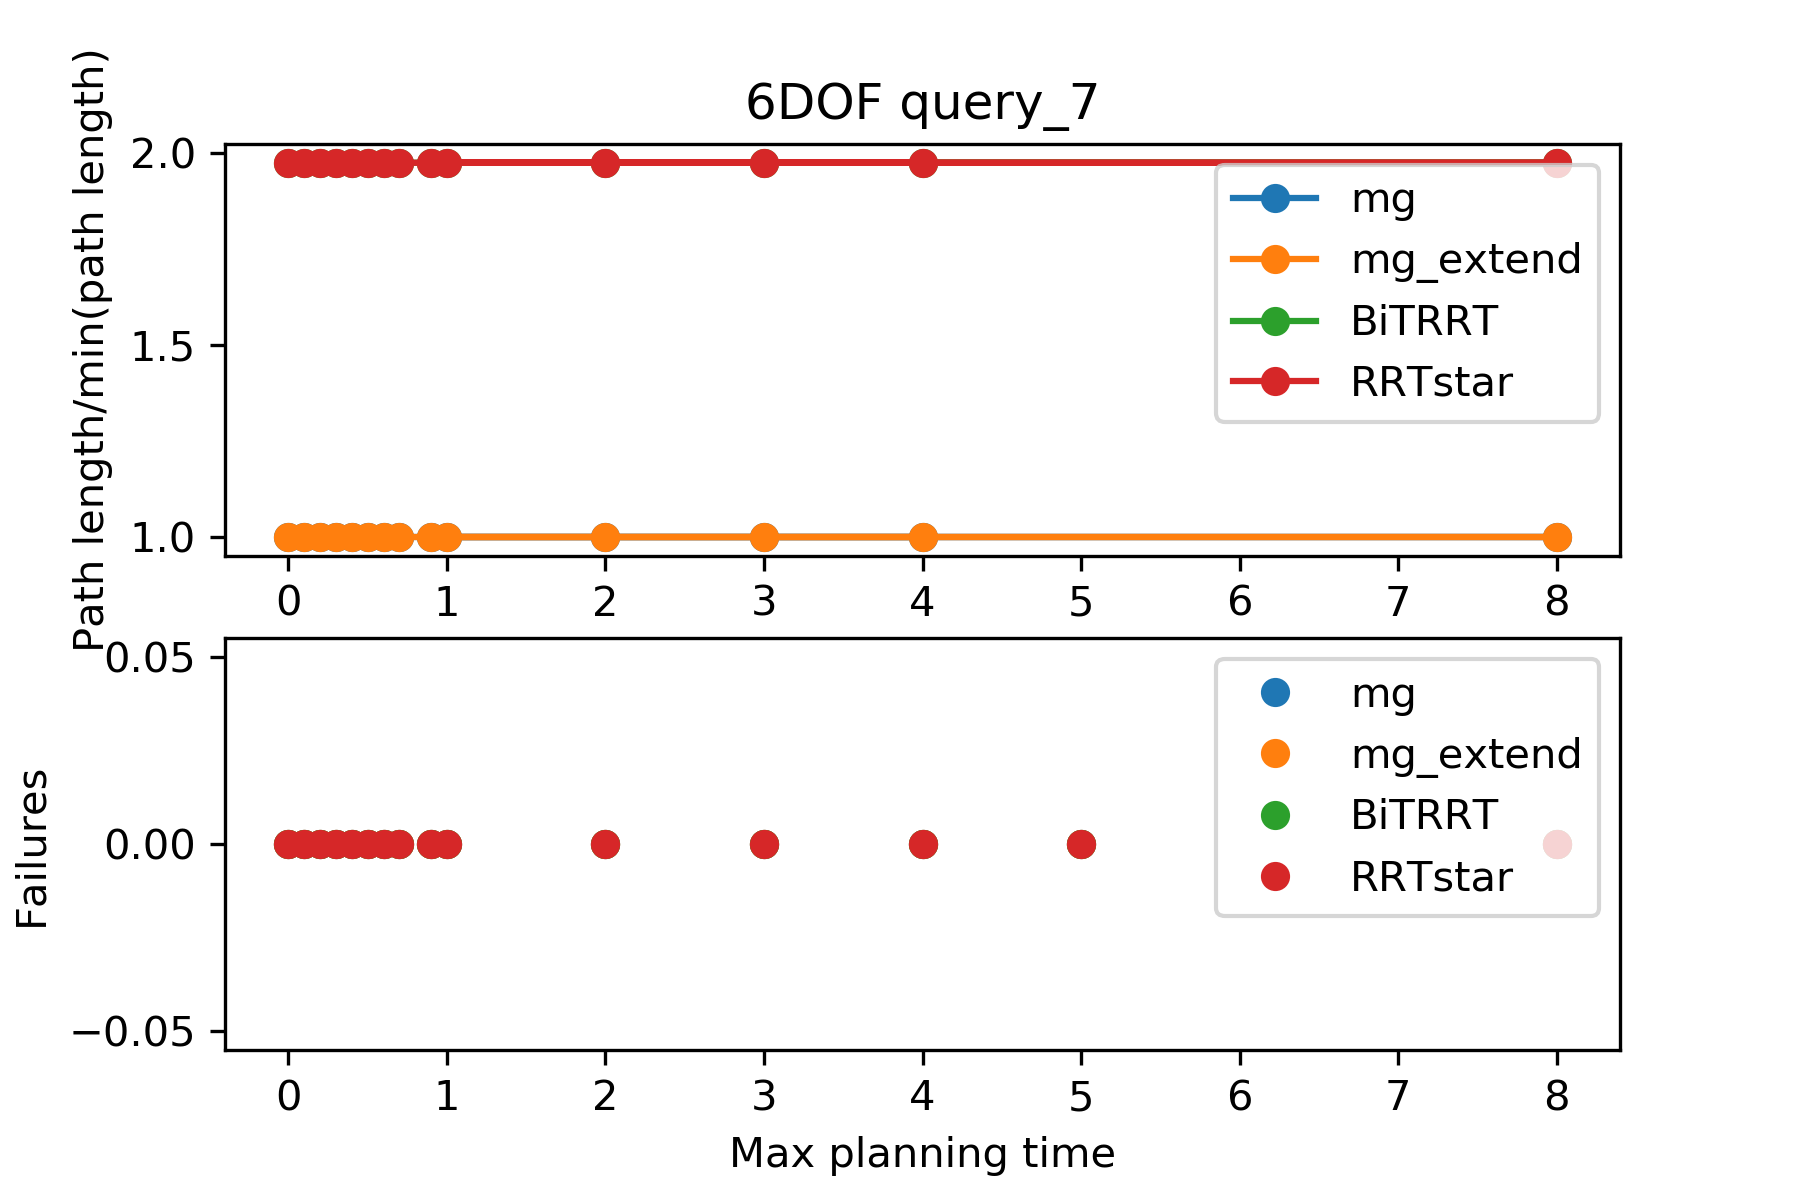 6DOF query_7
Path length/min(path length)
2.0
1.5
1.0
mg
mg_extend
BiTRRT
RRTstar
0 1 2 3 4 5 6 7 8
Failures
0.05
0.00
−0.05
mg
mg_extend
BiTRRT
RRTstar
0 1 2 3 4 5 6 7 8
Max planning time